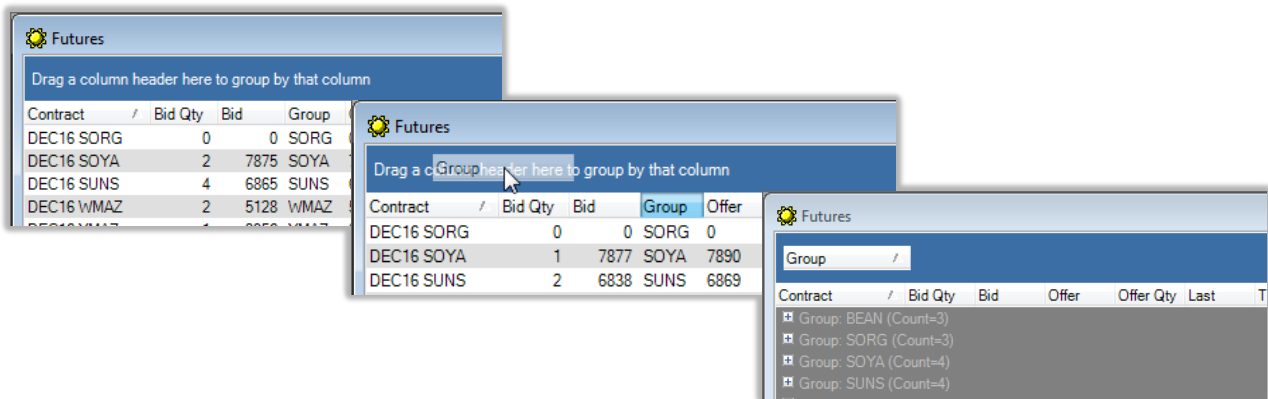 Futures
Drag a column header here to group by that column
Contract / Bid Qty Bid Group
DEC16 SORG 0 0 SORG
DEC16 SOYA 2 7875 SOYA
DEC16 SUNS 4 6865 SUNS
DEC16 WMAZ 2 5128 WMAZ
Futures
Drag a column header here to group by that column
Group
Contract / Bid Qty Bid Group Offer
DEC16 SORG 0 0 SORG 0
DEC16 SOYA 1 7877 SOYA 7890
DEC16 SUNS 2 6838 SUNS 6869
Futures
Group /
Contract / Bid Qty Bid Offer Offer Qty Last T
Group: BEAN (Count=3)
Group: SORG (Count=3)
Group: SOYA (Count=4)
Group: SUNS (Count=4)